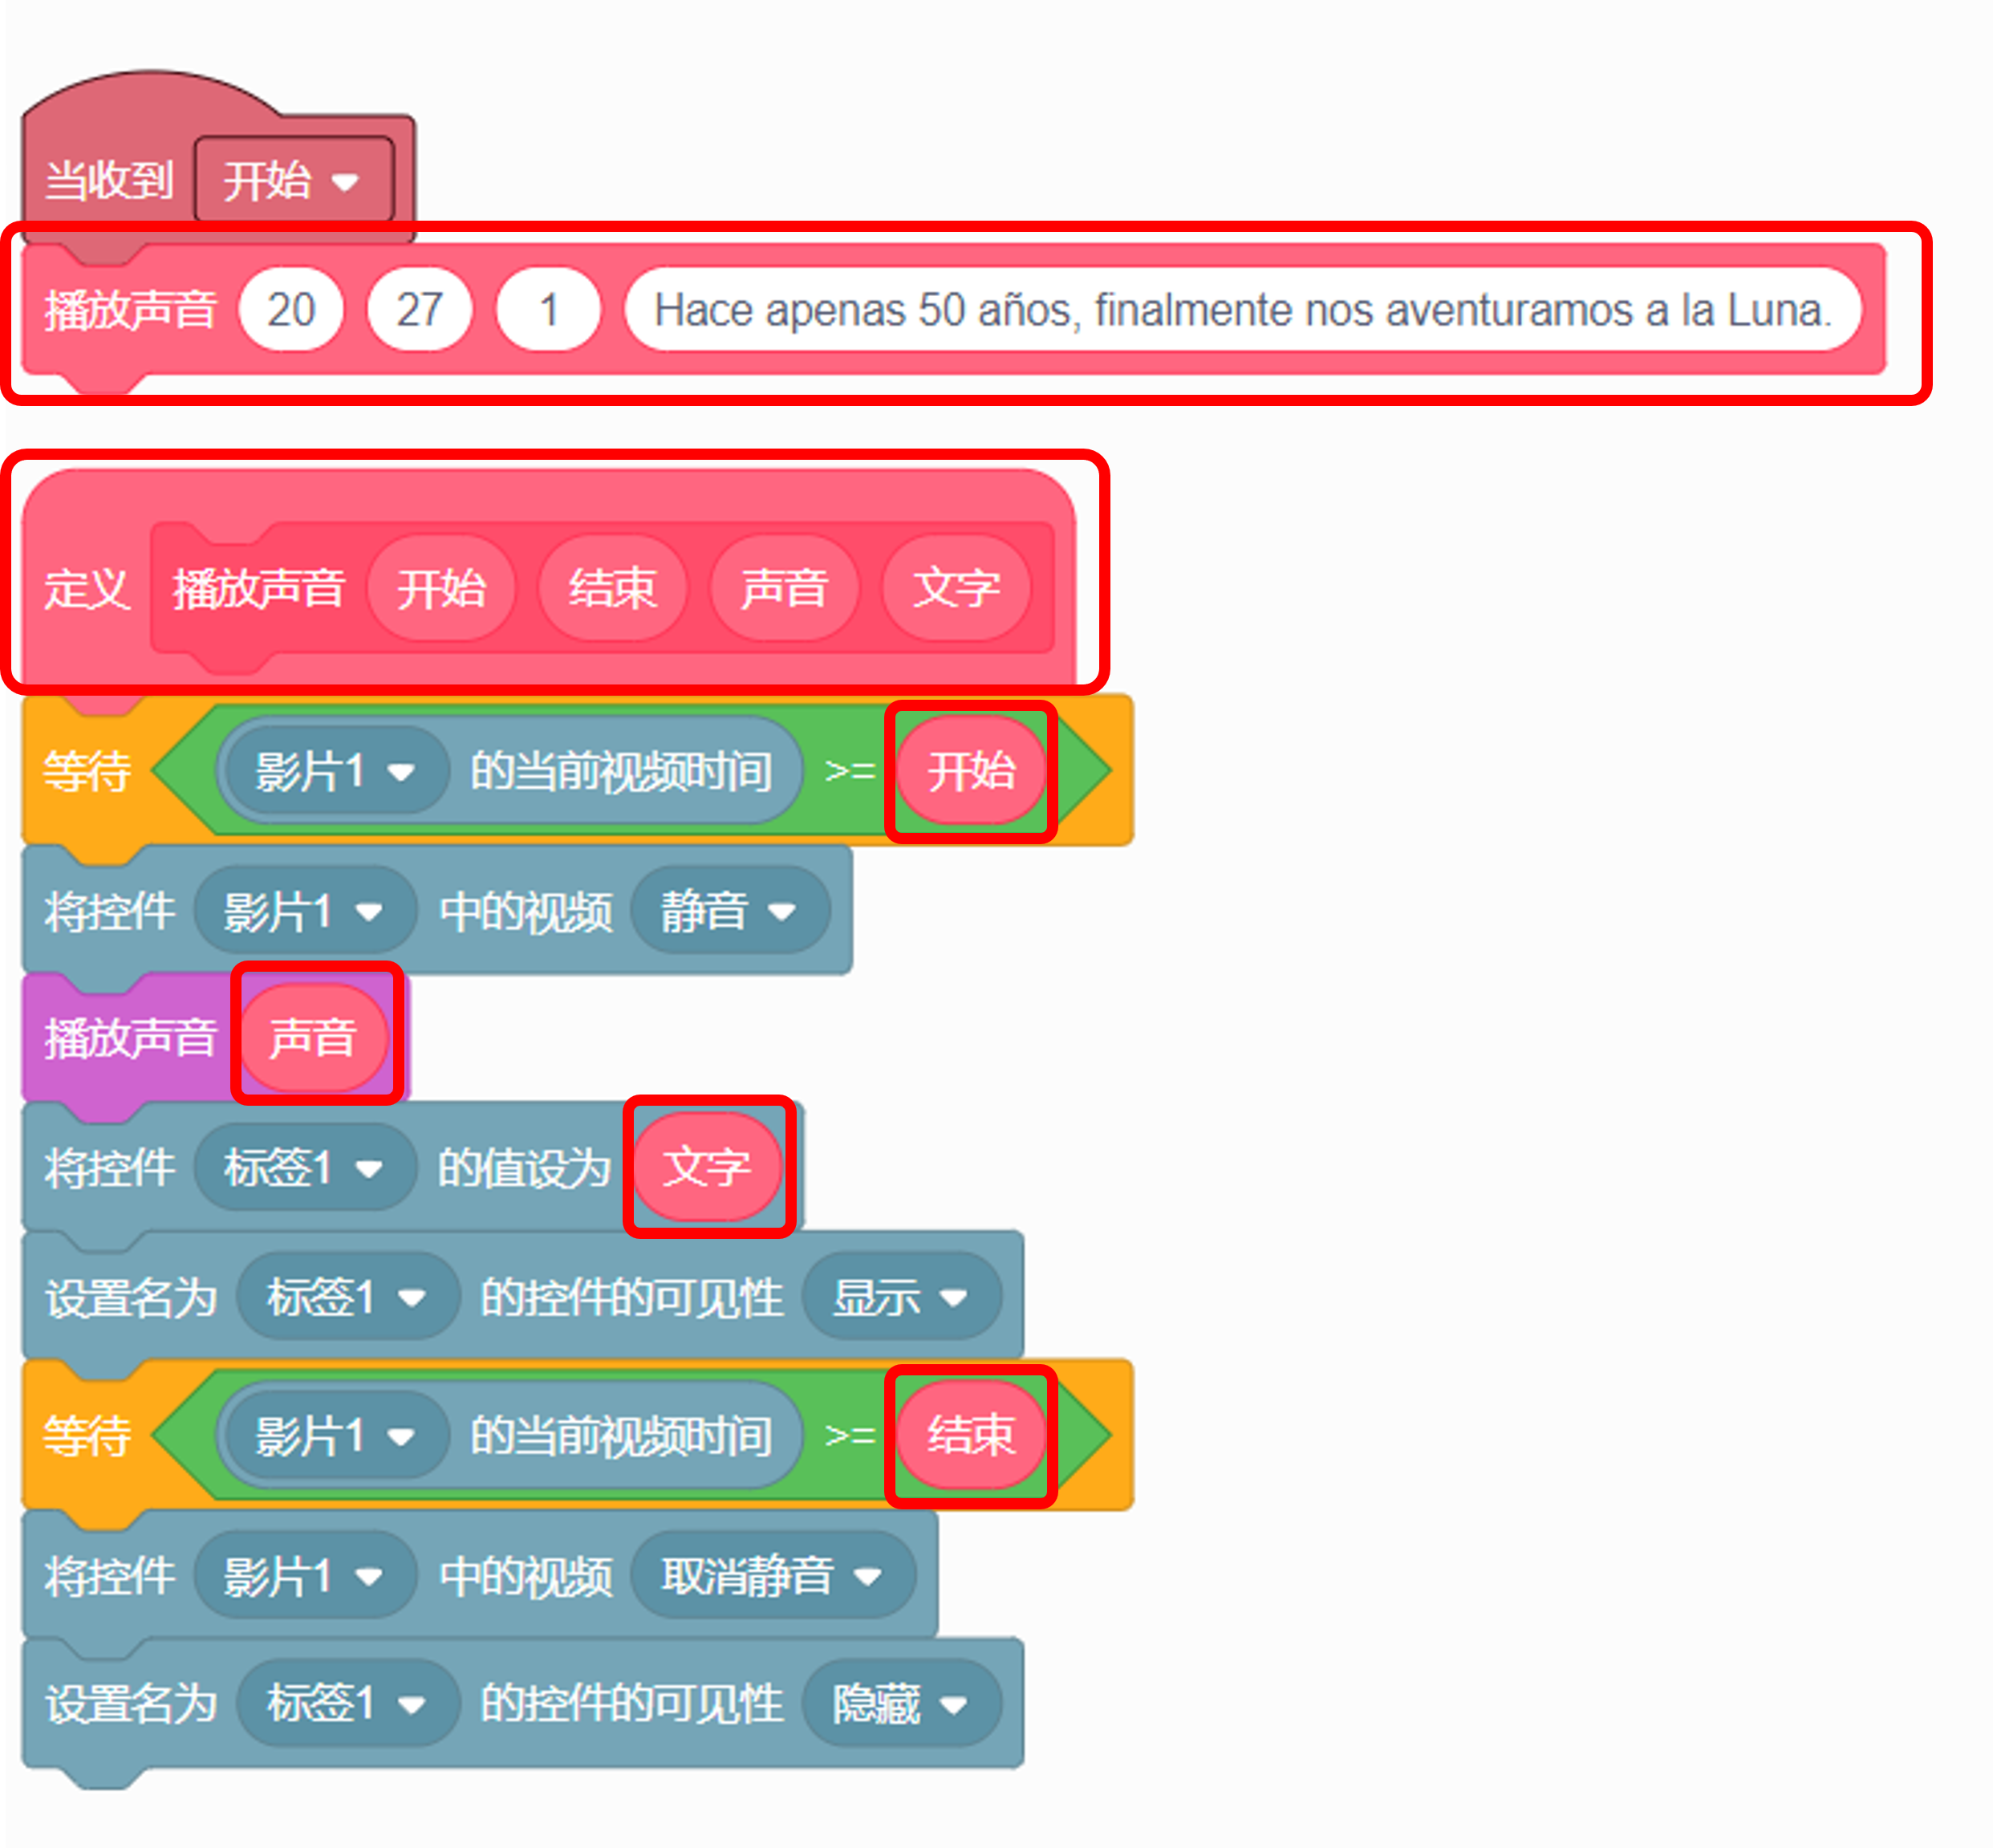 当收到 开始
播放声音 20 27 1 Hace apenas 50 años, finalmente nos aventuramos a la Luna.
定义 播放声音 开始 结束 声音 文字
等待 影片1 的当前视频时间 >= 开始
将控件 影片1 中的视频 静音
播放声音 声音
将控件 标签1 的值设为 文字
设置名为 标签1 的控件的可见性 显示
等待 影片1 的当前视频时间 >= 结束
将控件 影片1 中的视频 取消静音
设置名为 标签1 的控件的可见性 隐藏